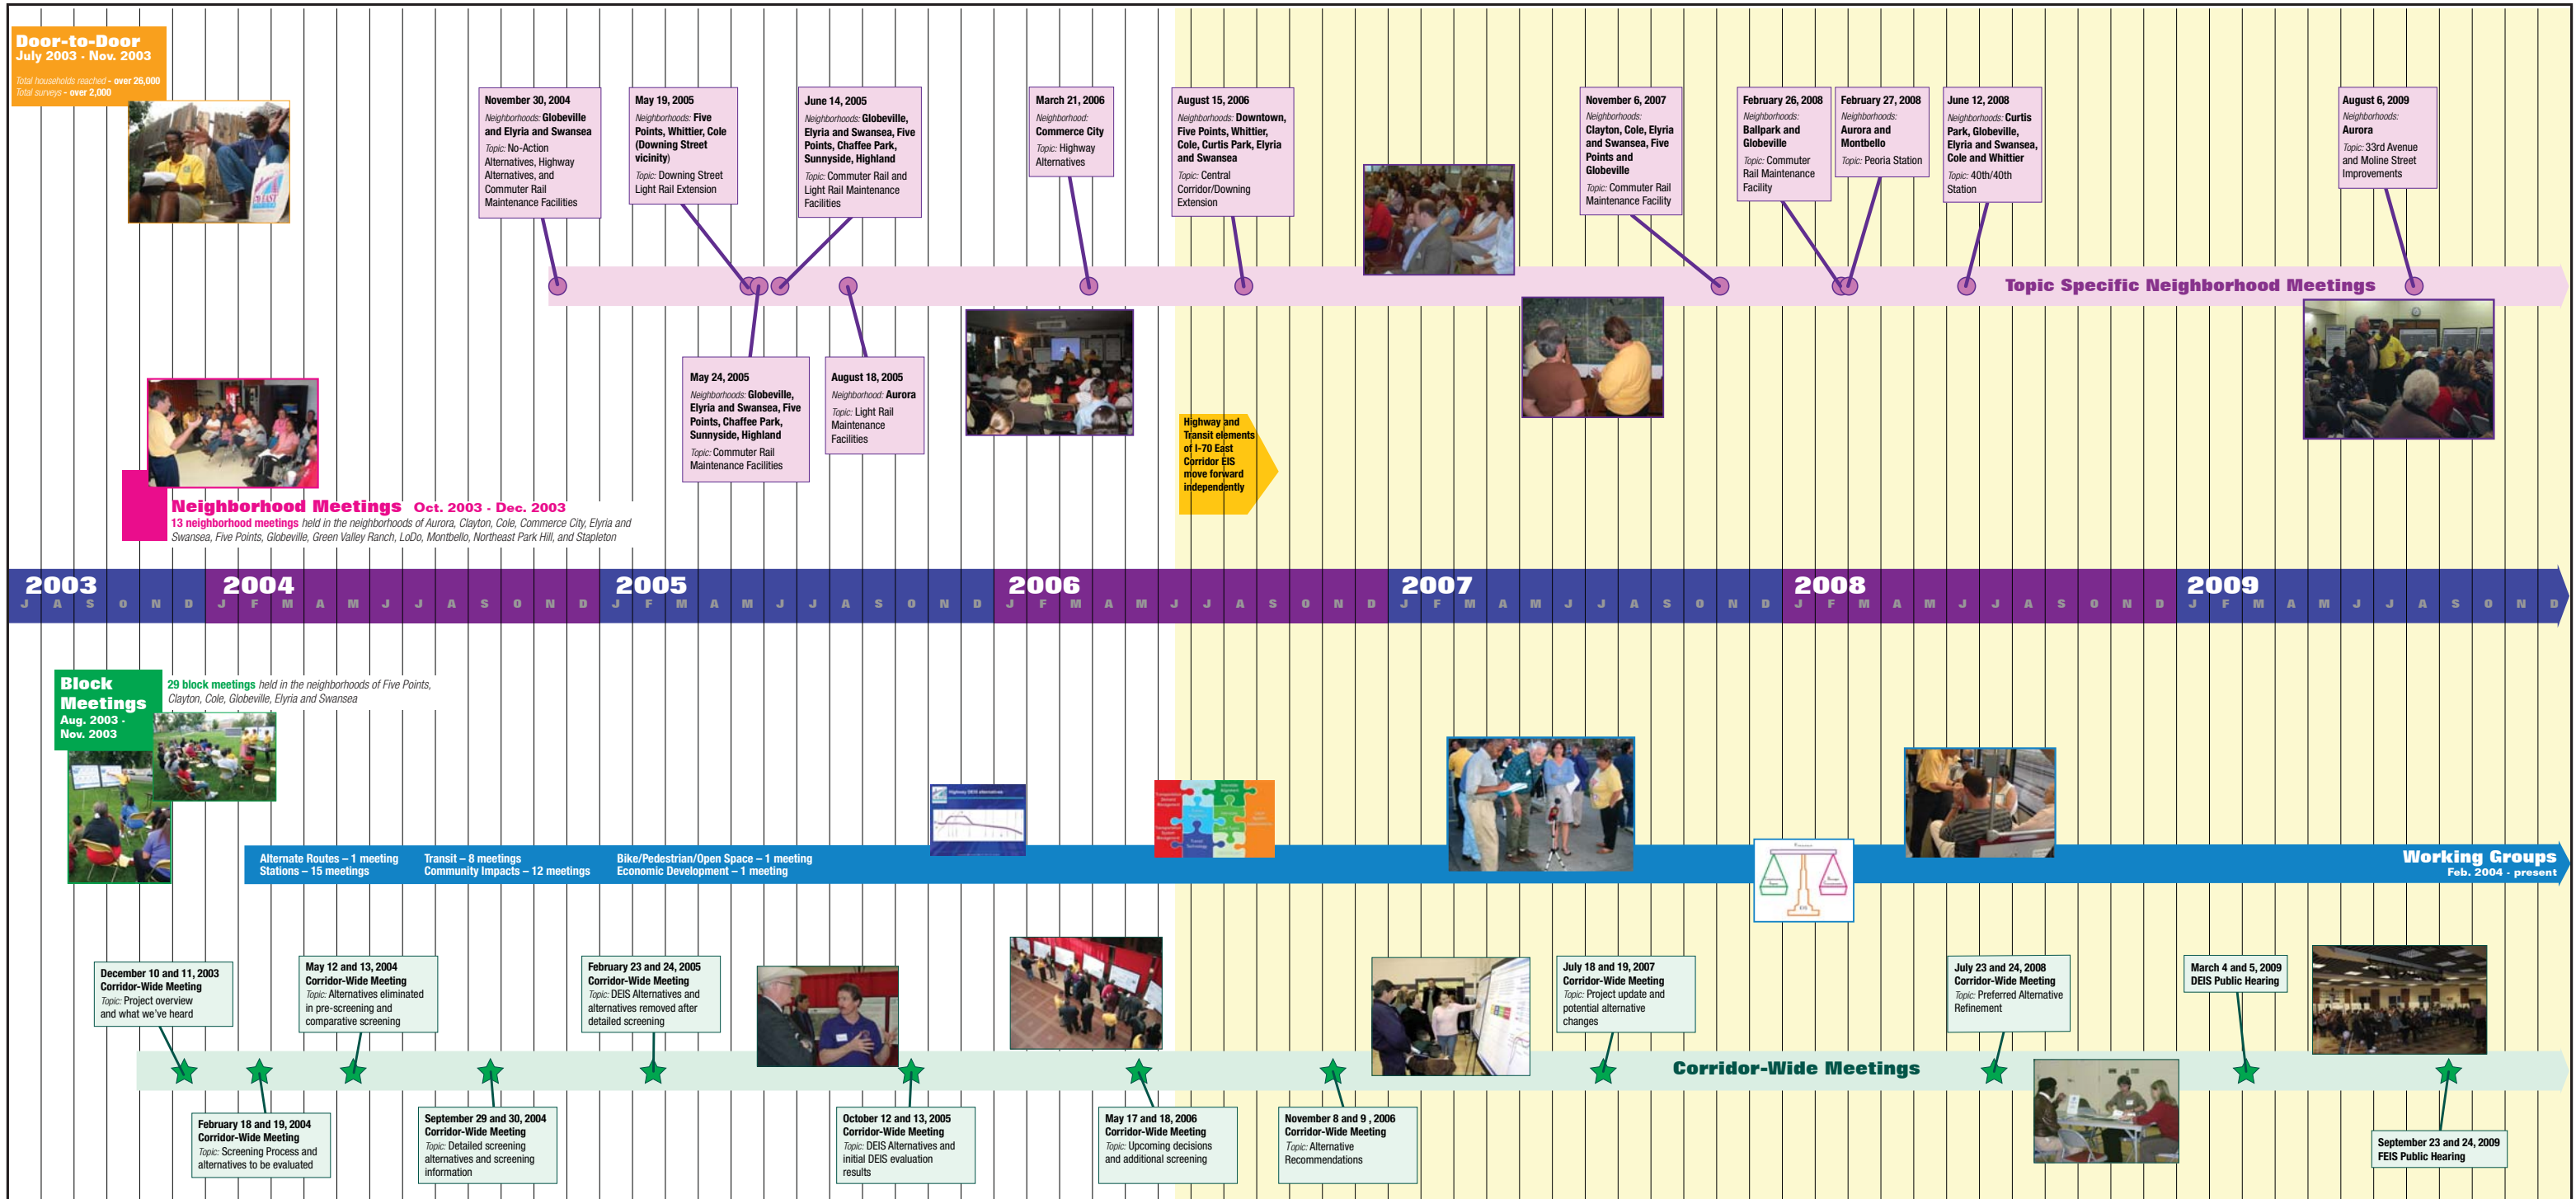 Door-to-Door
July 2003 - Nov. 2003
Total households reached - over 26,000
Total surveys - over 2,000
November 30, 2004
Neighborhoods: Globeville
and Elyria and Swansea
Topic: No-Action
Alternatives, Highway
Alternatives, and
Commuter Rail
Maintenance Facilities
May 19, 2005
Neighborhoods: Five
Points, Whittier, Cole
(Downing Street
vicinity)
Topic: Downing Street
Light Rail Extension
June 14, 2005
Neighborhoods: Globeville,
Elyria and Swansea, Five
Points, Chaffee Park,
Sunnyside, Highland
Topic: Commuter Rail and
Light Rail Maintenance
Facilities
March 21, 2006
Neighborhood:
Commerce City
Topic: Highway
Alternatives
August 15, 2006
Neighborhoods: Downtown,
Five Points, Whittier,
Cole, Curtis Park, Elyria
and Swansea
Topic: Central
Corridor/Downing
Extension
November 6, 2007
Neighborhoods:
Clayton, Cole, Elyria
and Swansea, Five
Points and
Globeville
Topic: Commuter Rail
Maintenance Facility
February 26, 2008
Neighborhoods:
Ballpark and
Globeville
Topic: Commuter
Rail Maintenance
Facility
February 27, 2008
Neighborhoods:
Aurora and
Montbello
Topic: Peoria Station
June 12, 2008
Neighborhoods: Curtis
Park, Globeville,
Elyria and Swansea,
Cole and Whittier
Topic: 40th/40th
Station
August 6, 2009
Neighborhoods:
Aurora
Topic: 33rd Avenue
and Moline Street
Improvements
Topic Specific Neighborhood Meetings
May 24, 2005
Neighborhoods: Globeville,
Elyria and Swansea, Five
Points, Chaffee Park,
Sunnyside, Highland
Topic: Commuter Rail
Maintenance Facilities
August 18, 2005
Neighborhood: Aurora
Topic: Light Rail
Maintenance
Facilities
Highway and
Transit elements
of I-70 East
Corridor EIS
move forward
independently
Neighborhood Meetings Oct. 2003 - Dec. 2003
13 neighborhood meetings held in the neighborhoods of Aurora, Clayton, Cole, Commerce City, Elyria and
Swansea, Five Points, Globeville, Green Valley Ranch, LoDo, Montbello, Northeast Park Hill, and Stapleton
2003 2004 2005 2006 2007 2008 2009
J A S O N D J F M A M J J A S O N D J F M A M J J A S O N D J F M A M J J A S O N D J F M A M J J A S O N D J F M A M J J A S O N D J F M A M J J A S O N D
Block
Meetings
Aug. 2003 -
Nov. 2003
29 block meetings held in the neighborhoods of Five Points,
Clayton, Cole, Globeville, Elyria and Swansea
Highway DEIS alternatives
Alternate Routes – 1 meeting
Stations – 15 meetings
Transit – 8 meetings
Community Impacts – 12 meetings
Bike/Pedestrian/Open Space – 1 meeting
Economic Development – 1 meeting
Working Groups
Feb. 2004 - present
December 10 and 11, 2003
Corridor-Wide Meeting
Topic: Project overview
and what we've heard
May 12 and 13, 2004
Corridor-Wide Meeting
Topic: Alternatives eliminated
in pre-screening and
comparative screening
February 23 and 24, 2005
Corridor-Wide Meeting
Topic: DEIS Alternatives and
alternatives removed after
detailed screening
July 18 and 19, 2007
Corridor-Wide Meeting
Topic: Project update and
potential alternative
changes
July 23 and 24, 2008
Corridor-Wide Meeting
Topic: Preferred Alternative
Refinement
March 4 and 5, 2009
DEIS Public Hearing
Corridor-Wide Meetings
February 18 and 19, 2004
Corridor-Wide Meeting
Topic: Screening Process and
alternatives to be evaluated
September 29 and 30, 2004
Corridor-Wide Meeting
Topic: Detailed screening
alternatives and screening
information
October 12 and 13, 2005
Corridor-Wide Meeting
Topic: DEIS Alternatives and
initial DEIS evaluation
results
May 17 and 18, 2006
Corridor-Wide Meeting
Topic: Upcoming decisions
and additional screening
November 8 and 9 , 2006
Corridor-Wide Meeting
Topic: Alternative
Recommendations
September 23 and 24, 2009
FEIS Public Hearing